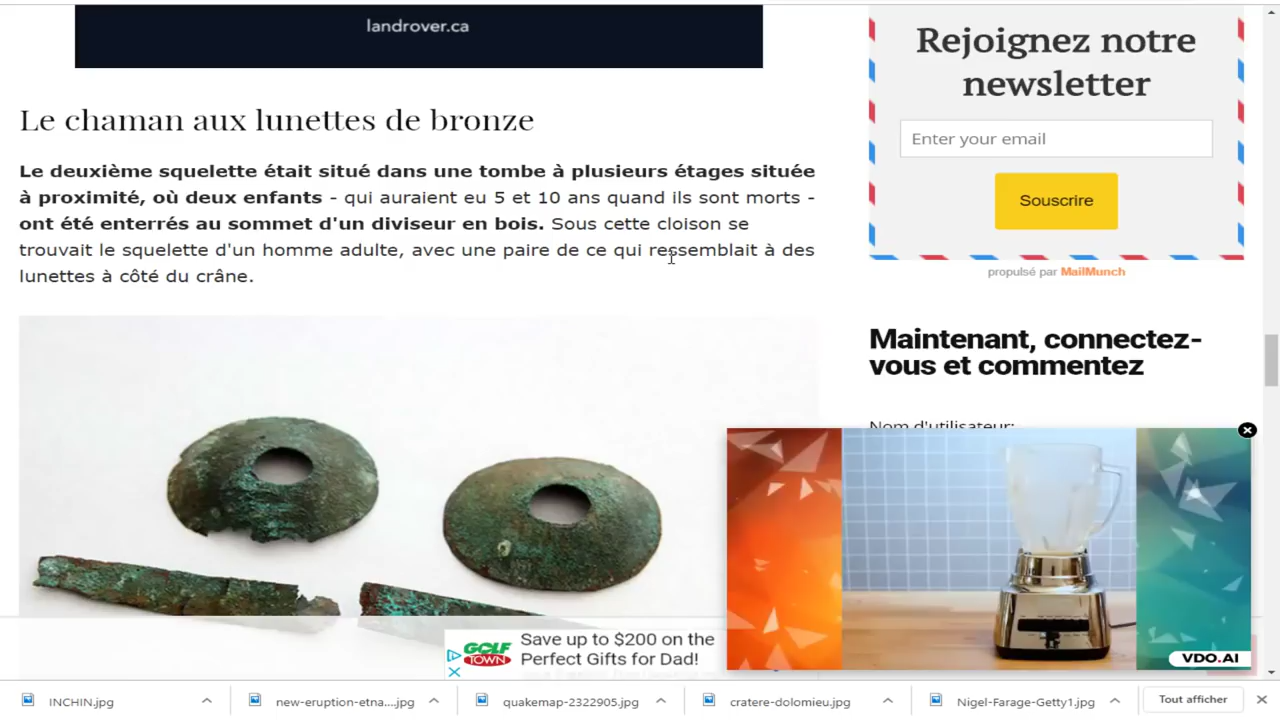 landrover.ca
Le chaman aux lunettes de bronze
Le deuxième squelette était situé dans une tombe à plusieurs étages située
à proximité, où deux enfants - qui auraient eu 5 et 10 ans quand ils sont morts -
ont été enterrés au sommet d'un diviseur en bois. Sous cette cloison se
trouvait le squelette d'un homme adulte, avec une paire de ce qui ressemblait à des
lunettes à côté du crâne.
Rejoignez notre
newsletter
Enter your email
Souscrire
propulsé par MailMunch
Maintenant, connectez-
vous et commentez
Nom d'utilisateur:
VDO.AI
GOLF
TOWN
Save up to $200 on the
Perfect Gifts for Dad!
INCHIN.jpg
new-eruption-etna....jpg
quakemap-2322905.jpg
cratere-dolomieu.jpg
Nigel-Farage-Getty1.jpg
Tout afficher